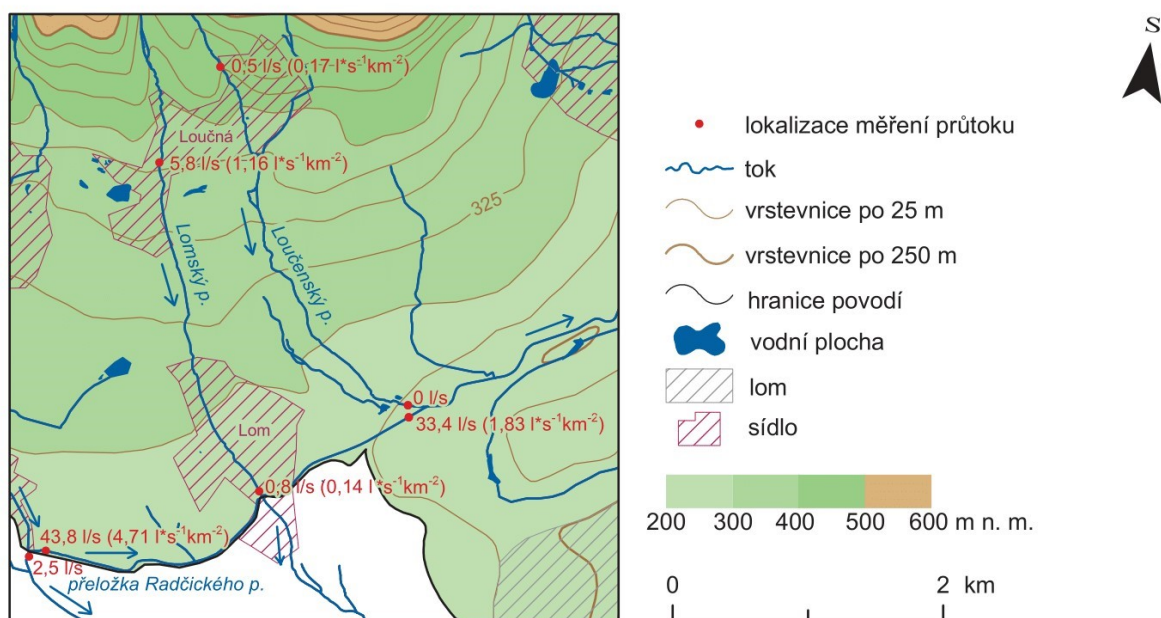 S
0,5 l/s (0,17 l*s⁻¹km⁻²)
Loučná
5,8 l/s (1,16 l*s⁻¹km⁻²)
325
Lomský p.
Loučenský p.
0 l/s
33,4 l/s (1,83 l*s⁻¹km⁻²)
Lom
0,8 l/s (0,14 l*s⁻¹km⁻²)
43,8 l/s (4,71 l*s⁻¹km⁻²)
2,5 l/s
přeložka Radčického p.
lokalizace měření průtoku
tok
vrstevnice po 25 m
vrstevnice po 250 m
hranice povodí
vodní plocha
lom
sídlo
200 300 400 500 600 m n. m.
0 2 km